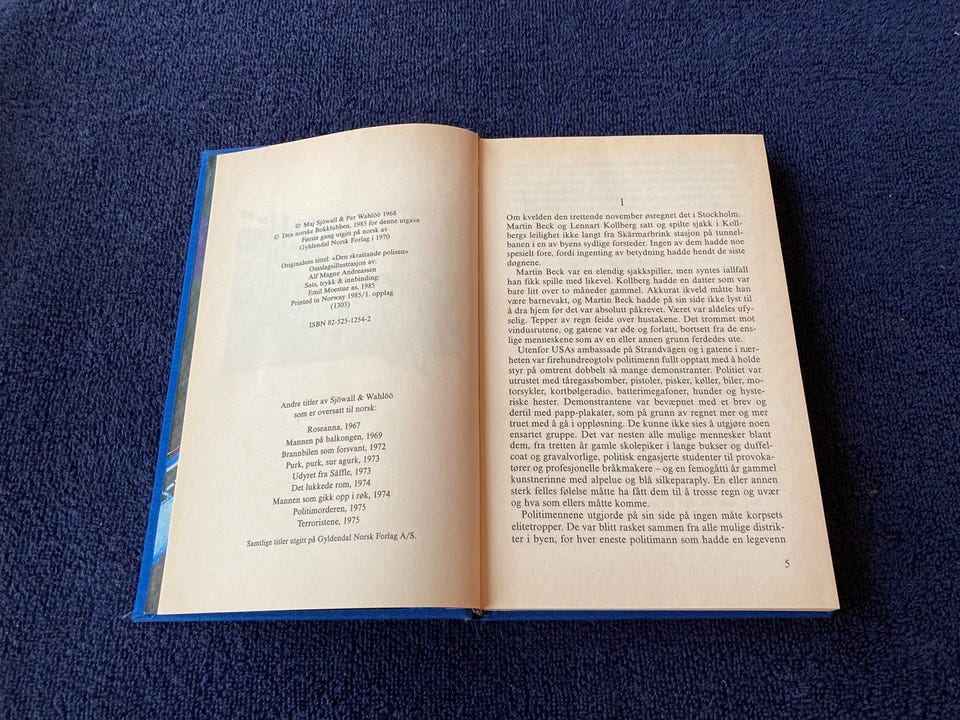 © Maj Sjöwall & Per Wahlöö 1968
© Den norske Bokklubben, 1985 for denne utgave
Første gang utgitt på norsk av
Gyldendal Norsk Forlag i 1970
Originalens tittel: «Den skrattande polisen»
Omslagsillustrasjon av:
Alf Magne Andreassen
Sats, trykk & innbinding:
Emil Moestue as, 1985
Printed in Norway 1985/1. opplag
(1303)
ISBN 82-525-1254-2
Andre titler av Sjöwall & Wahlöö
som er oversatt til norsk:
Roseanna, 1967
Mannen på balkongen, 1969
Brannbilen som forsvant, 1972
Purk, purk, sur agurk, 1973
Udyret fra Säffle, 1973
Det lukkede rom, 1974
Mannen som gikk opp i røk, 1974
Politimorderen, 1975
Terroristene, 1975
Samtlige titler utgitt på Gyldendal Norsk Forlag A/S.
1
Om kvelden den trettende november øsregnet det i Stockholm.
Martin Beck og Lennart Kollberg satt og spilte sjakk i Koll-
bergs leilighet ikke langt fra Skärmarbrink stasjon på tunnel-
banen i en av byens sydlige forsteder. Ingen av dem hadde noe
spesielt fore, fordi ingenting av betydning hadde hendt de siste
døgnene.
Martin Beck var en elendig sjakkspiller, men syntes iallfall
han fikk spille med likevel. Kollberg hadde en datter som var
bare litt over to måneder gammel. Akkurat ikveld måtte han
være barnevakt, og Martin Beck hadde på sin side ikke lyst til
å dra hjem før det var absolutt påkrevet. Været var aldeles ufy-
selig. Tepper av regn feide over hustakene. Det trommet mot
vindusrutene, og gatene var øde og forlatt, bortsett fra de ens-
lige menneskene som av en eller annen grunn ferdedes ute.
Utenfor USAs ambassade på Strandvägen og i gatene i nær-
heten var firehundreogtolv politimenn fullt opptatt med å holde
styr på omtrent dobbelt så mange demonstranter. Politiet var
utrustet med tåregassbomber, pistoler, pisker, køller, biler, mo-
torsykler, kortbølgeradio, batterimegafoner, hunder og hyste-
riske hester. Demonstrantene var bevæpnet med et brev og
dertil med papp-plakater, som på grunn av regnet mer og mer
truet med å gå i oppløsning. De kunne ikke sies å utgjøre noen
ensartet gruppe. Det var nesten alle mulige mennesker blant
dem, fra tretten år gamle skolepiker i lange bukser og duffel-
coat og gravalvorlige, politisk engasjerte studenter til provoka-
tører og profesjonelle bråkmakere – og en femogåtti år gammel
kunstnerinne med alpelue og blå silkeparaply. En eller annen
sterk felles følelse måtte ha fått dem til å trosse regn og uvær
og hva som ellers måtte komme.
Politimennene utgjorde på sin side på ingen måte korpsets
elitetropper. De var blitt rasket sammen fra alle mulige distrik-
ter i byen, for hver eneste politimann som hadde en legevenn
5